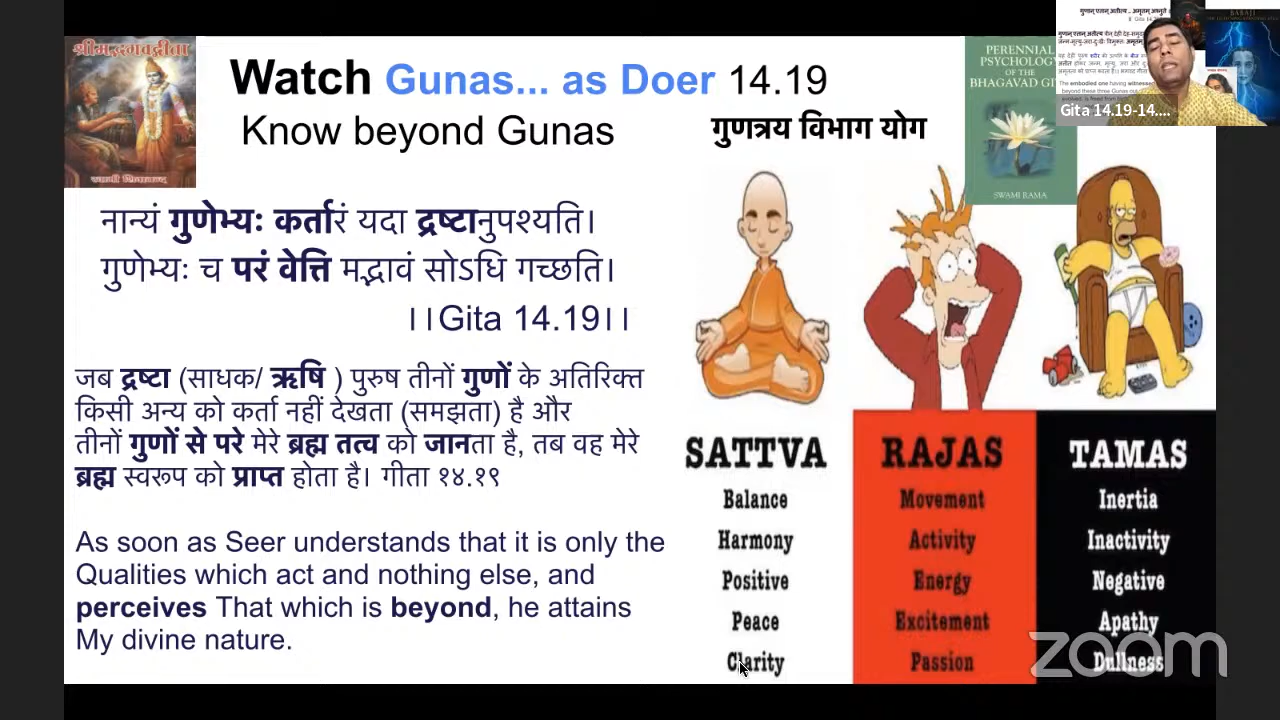 श्रीमद्भगवद्गीता
स्वामी शिवानन्द
Watch Gunas... as Doer 14.19
Know beyond Gunas
गुणत्रय विभाग योग
PERENNIAL
PSYCHOLOGY
OF THE
BHAGAVAD GI
SWAMI RAMA
BABAJI
Gita 14.19-14....
नान्यं गुणेभ्यः कर्तारं यदा द्रष्टानुपश्यति।
गुणेभ्यः च परं वेत्ति मद्भावं सोऽधि गच्छति।
।।Gita 14.19।।
जब द्रष्टा (साधक/ ऋषि ) पुरुष तीनों गुणों के अतिरिक्त
किसी अन्य को कर्ता नहीं देखता (समझता) है और
तीनों गुणों से परे मेरे ब्रह्म तत्व को जानता है, तब वह मेरे
ब्रह्म स्वरूप को प्राप्त होता है। गीता १४.१९
As soon as Seer understands that it is only the
Qualities which act and nothing else, and
perceives That which is beyond, he attains
My divine nature.
SATTVA
Balance
Harmony
Positive
Peace
Clarity
RAJAS
Movement
Activity
Energy
Excitement
Passion
TAMAS
Inertia
Inactivity
Negative
Apathy
Dullness
zoom